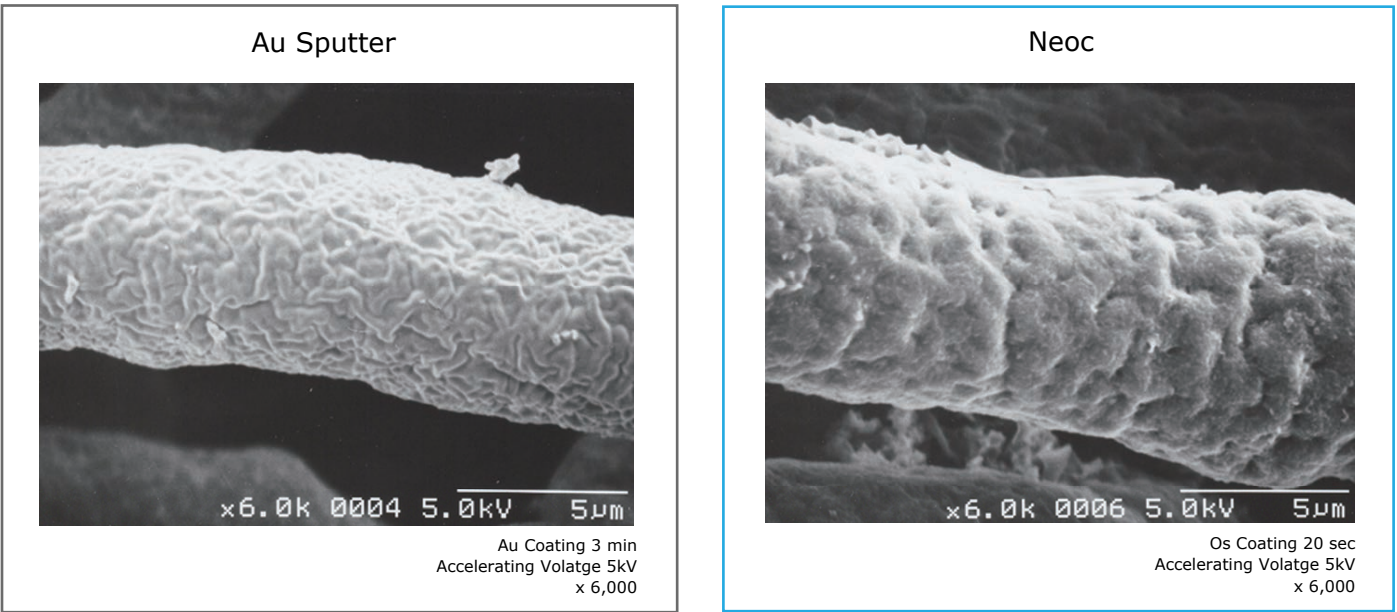 Au Sputter
x6.0k 0004 5.0kV 5µm
Au Coating 3 min
Accelerating Volatge 5kV
x 6,000
Neoc
x6.0k 0006 5.0kV 5µm
Os Coating 20 sec
Accelerating Volatge 5kV
x 6,000